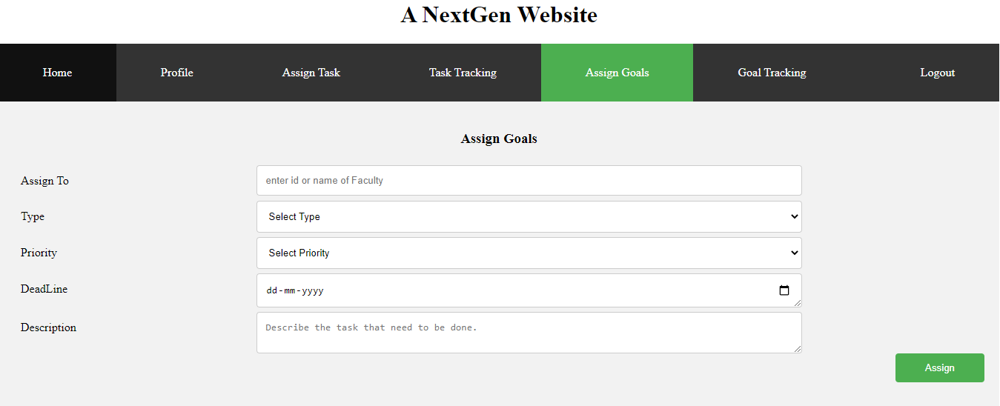 A NextGen Website
Home Profile Assign Task Task Tracking Assign Goals Goal Tracking Logout
Assign Goals
Assign To enter id or name of Faculty
Type Select Type
Priority Select Priority
DeadLine dd-mm-yyyy
Description Describe the task that need to be done.
Assign